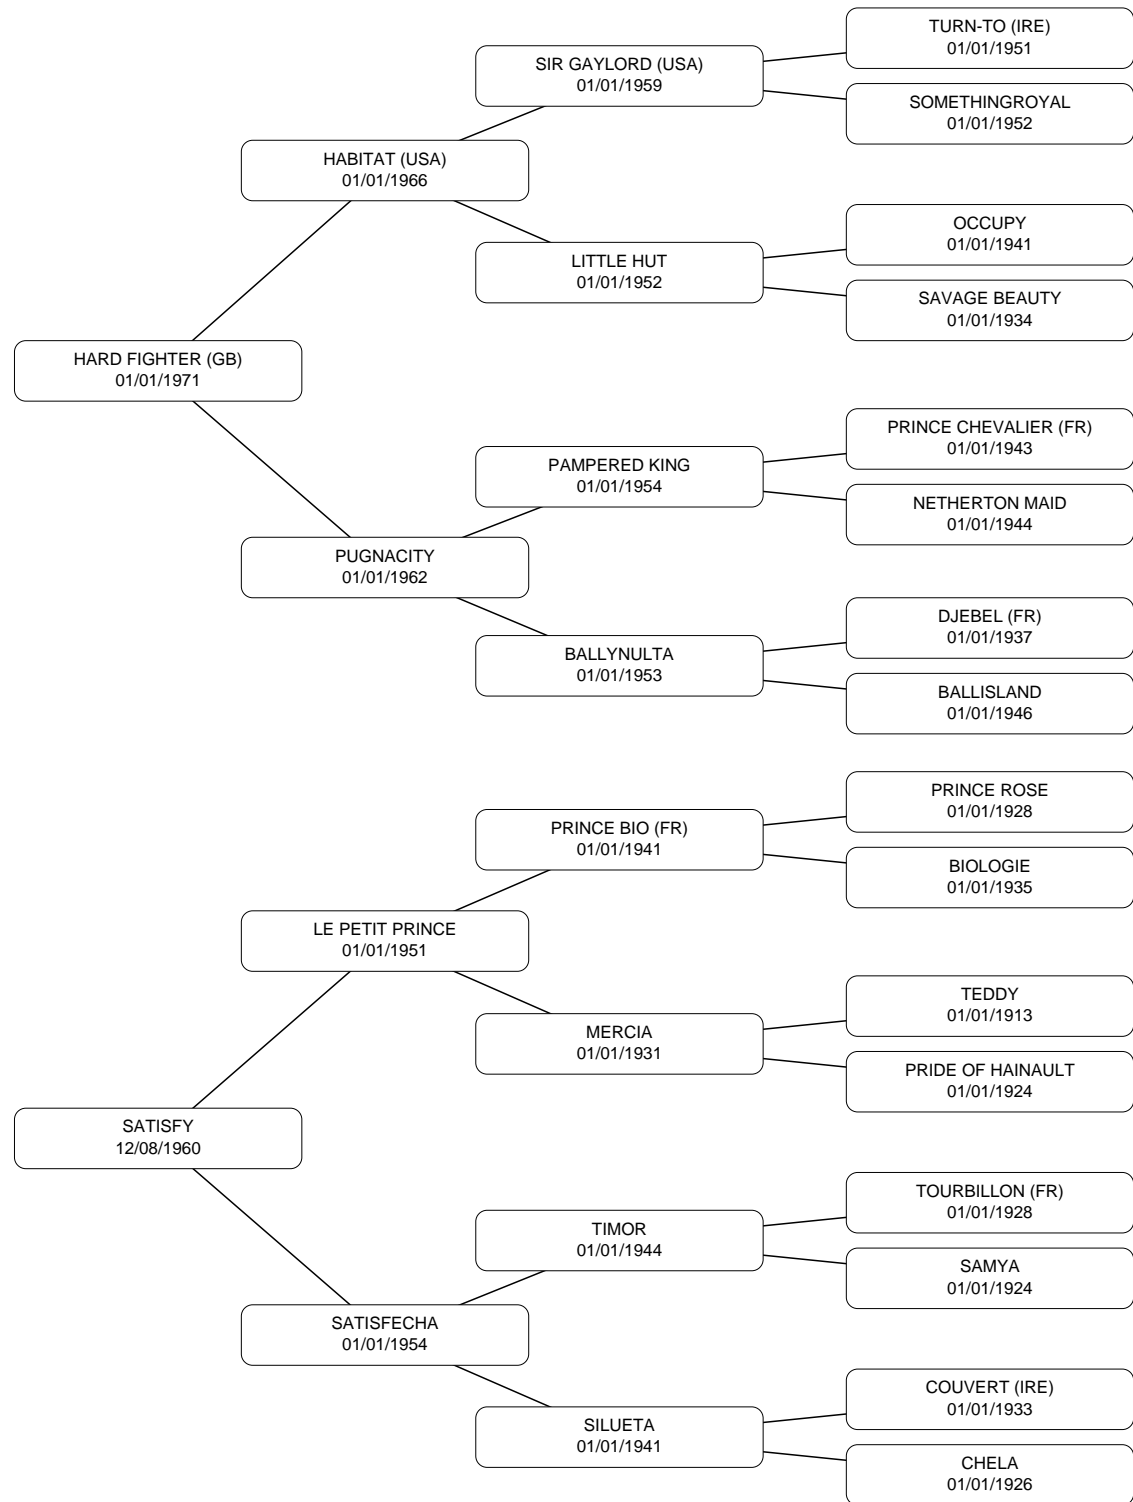 TURN-TO (IRE)
01/01/1951
SIR GAYLORD (USA)
01/01/1959
SOMETHINGROYAL
01/01/1952
HABITAT (USA)
01/01/1966
OCCUPY
01/01/1941
LITTLE HUT
01/01/1952
SAVAGE BEAUTY
01/01/1934
HARD FIGHTER (GB)
01/01/1971
PRINCE CHEVALIER (FR)
01/01/1943
PAMPERED KING
01/01/1954
NETHERTON MAID
01/01/1944
PUGNACITY
01/01/1962
DJEBEL (FR)
01/01/1937
BALLYNULTA
01/01/1953
BALLISLAND
01/01/1946
PRINCE ROSE
01/01/1928
PRINCE BIO (FR)
01/01/1941
BIOLOGIE
01/01/1935
LE PETIT PRINCE
01/01/1951
TEDDY
01/01/1913
MERCIA
01/01/1931
PRIDE OF HAINAULT
01/01/1924
SATISFY
12/08/1960
TOURBILLON (FR)
01/01/1928
TIMOR
01/01/1944
SAMYA
01/01/1924
SATISFECHA
01/01/1954
COUVERT (IRE)
01/01/1933
SILUETA
01/01/1941
CHELA
01/01/1926